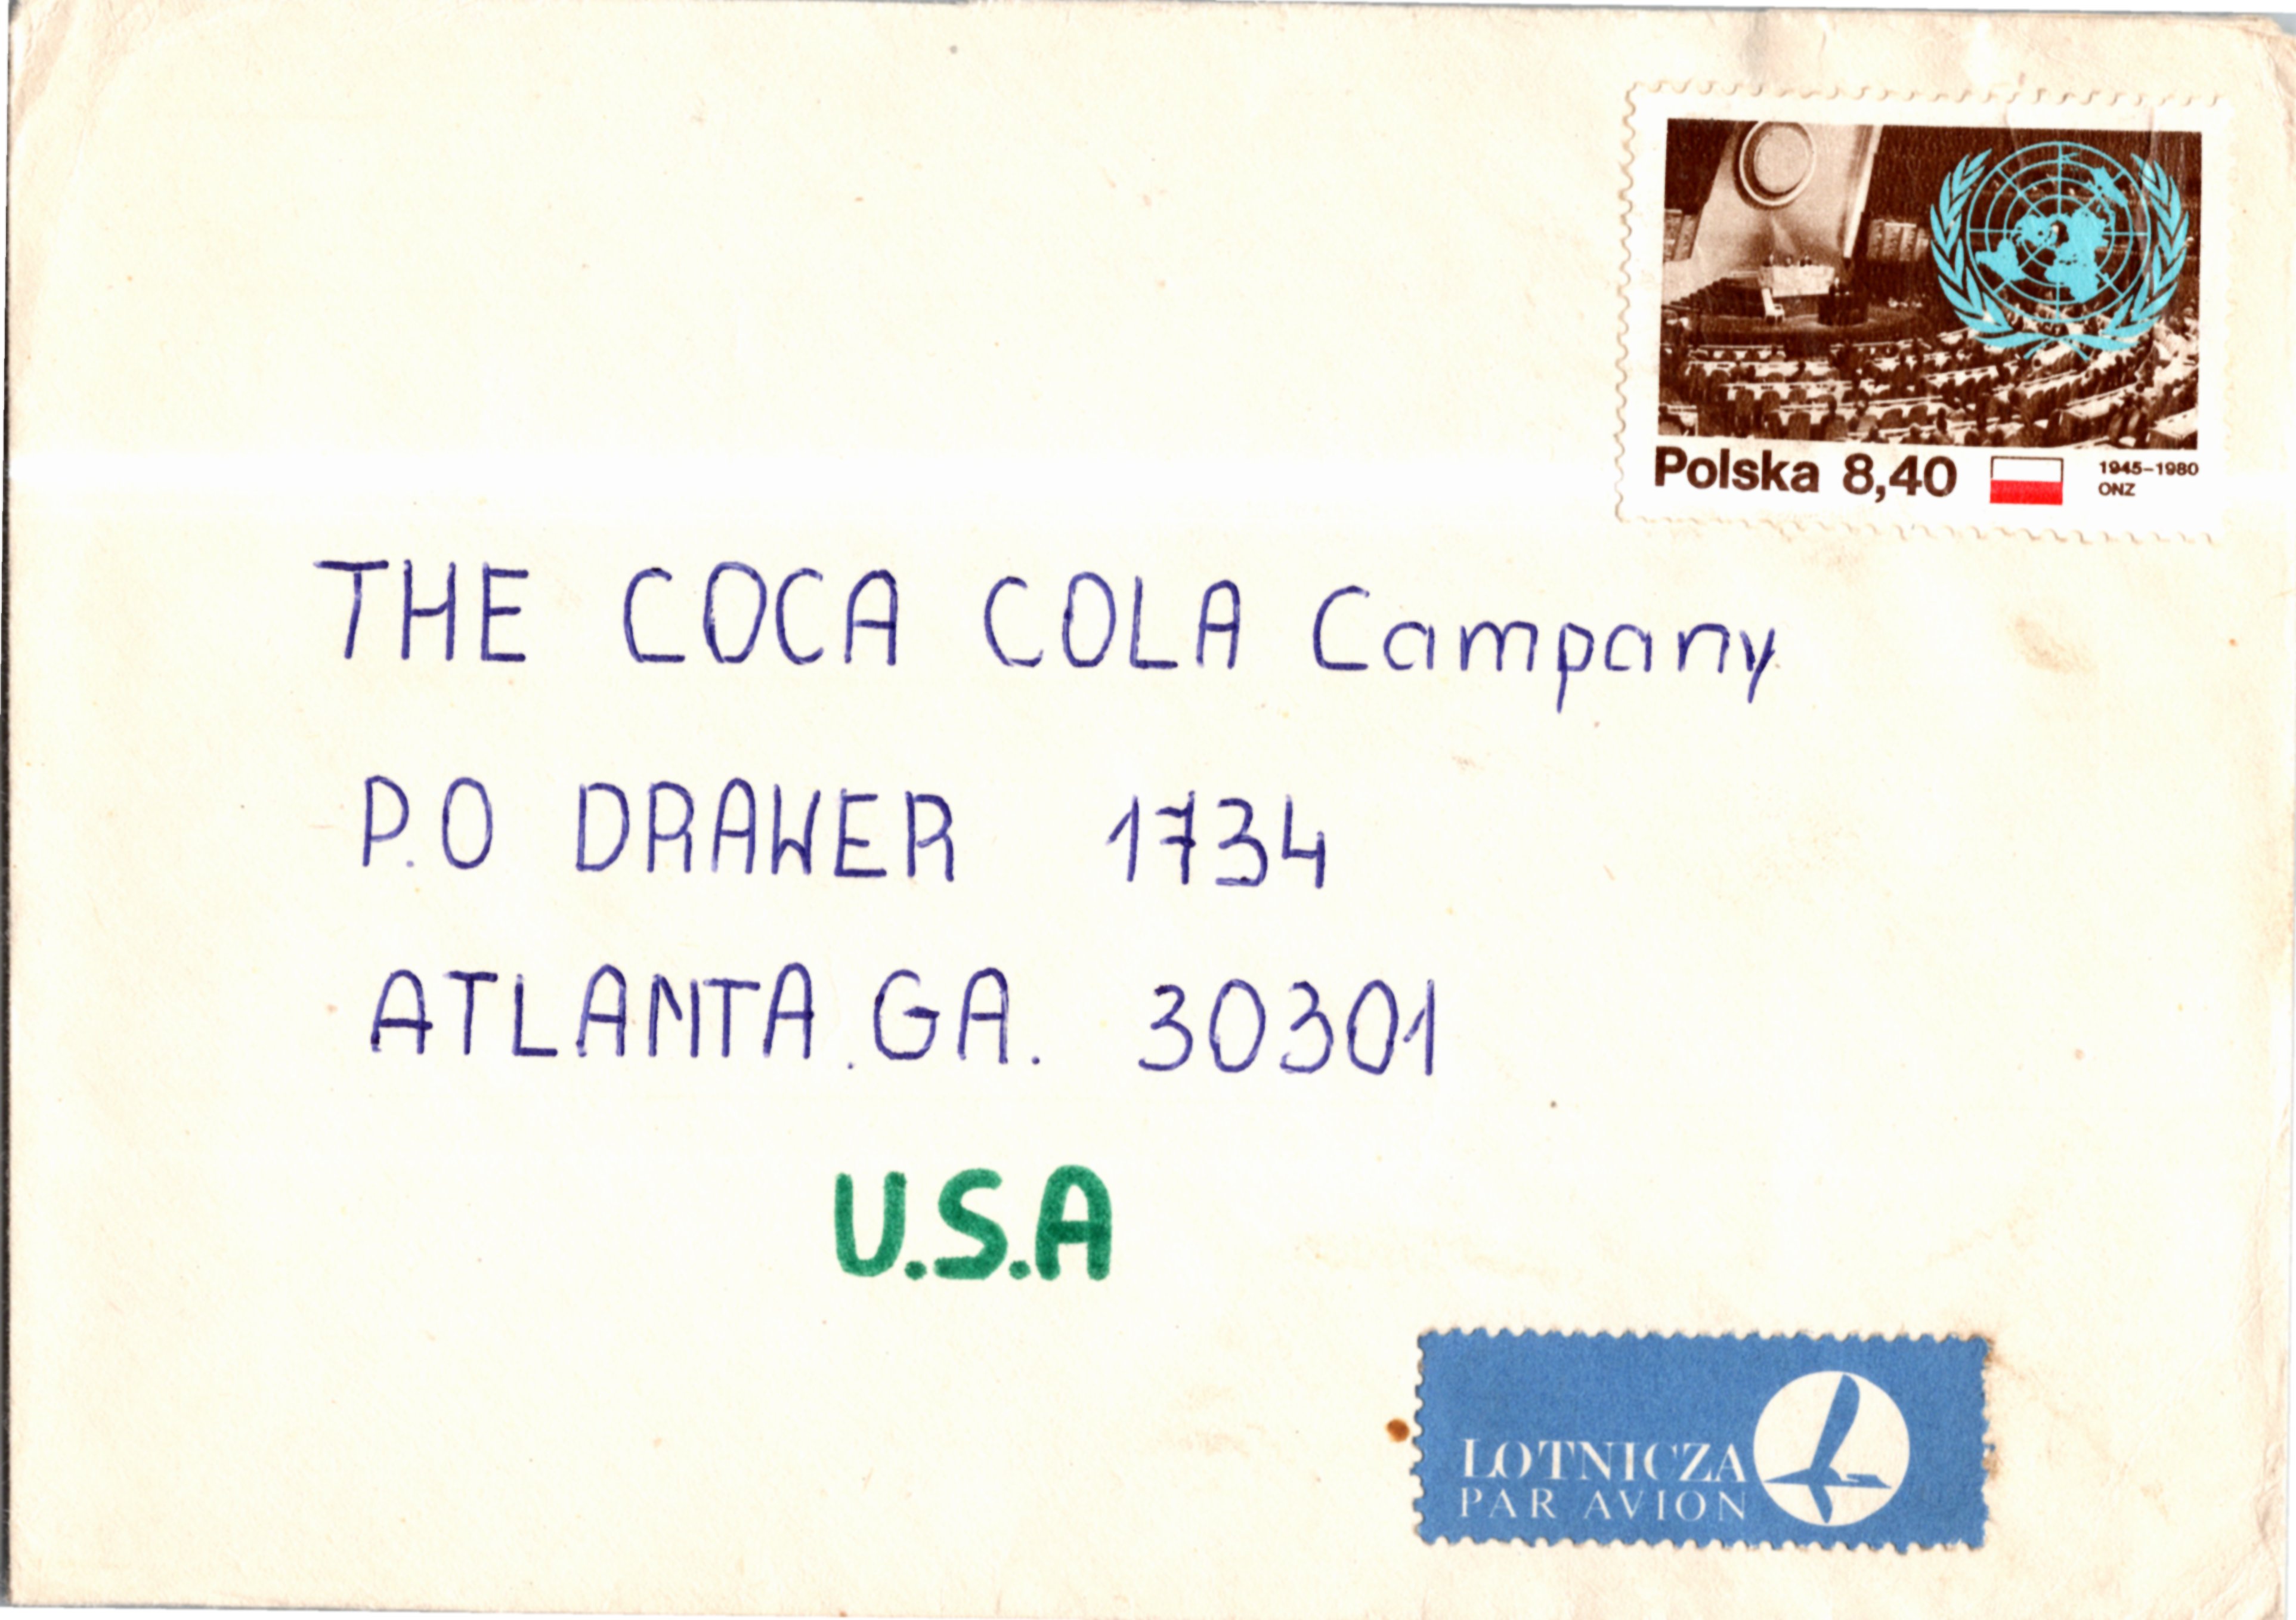 Polska 8,40
1945-1980
ONZ
THE COCA COLA Campany
P.O DRAWER 1734
ATLANTA.GA. 30301
U.S.A
LOTNICZA
PAR AVION